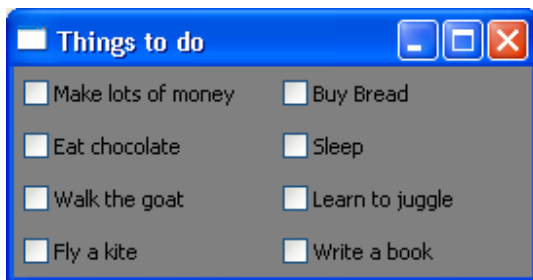 Things to do
Make lots of money
Buy Bread
Eat chocolate
Sleep
Walk the goat
Learn to juggle
Fly a kite
Write a book